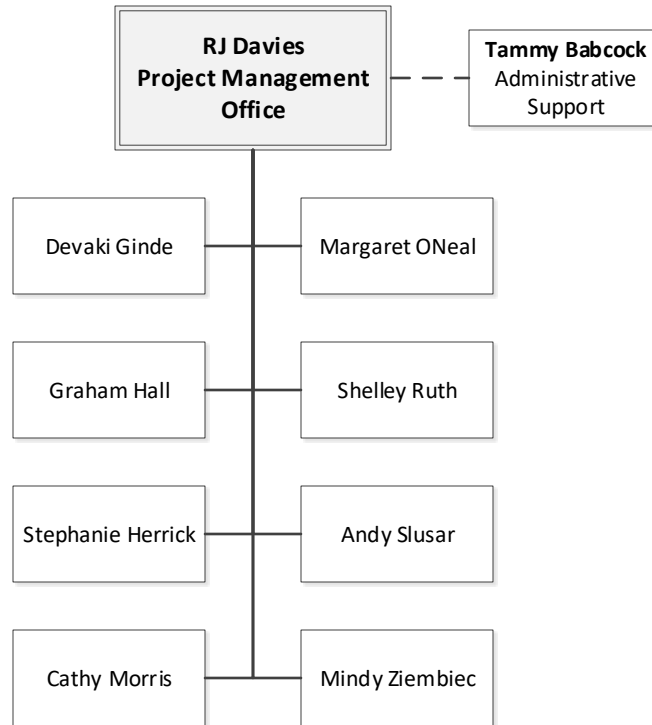 RJ Davies
Project Management
Office
Tammy Babcock
Administrative
Support
Devaki Ginde
Margaret ONeal
Graham Hall
Shelley Ruth
Stephanie Herrick
Andy Slusar
Cathy Morris
Mindy Ziembiec